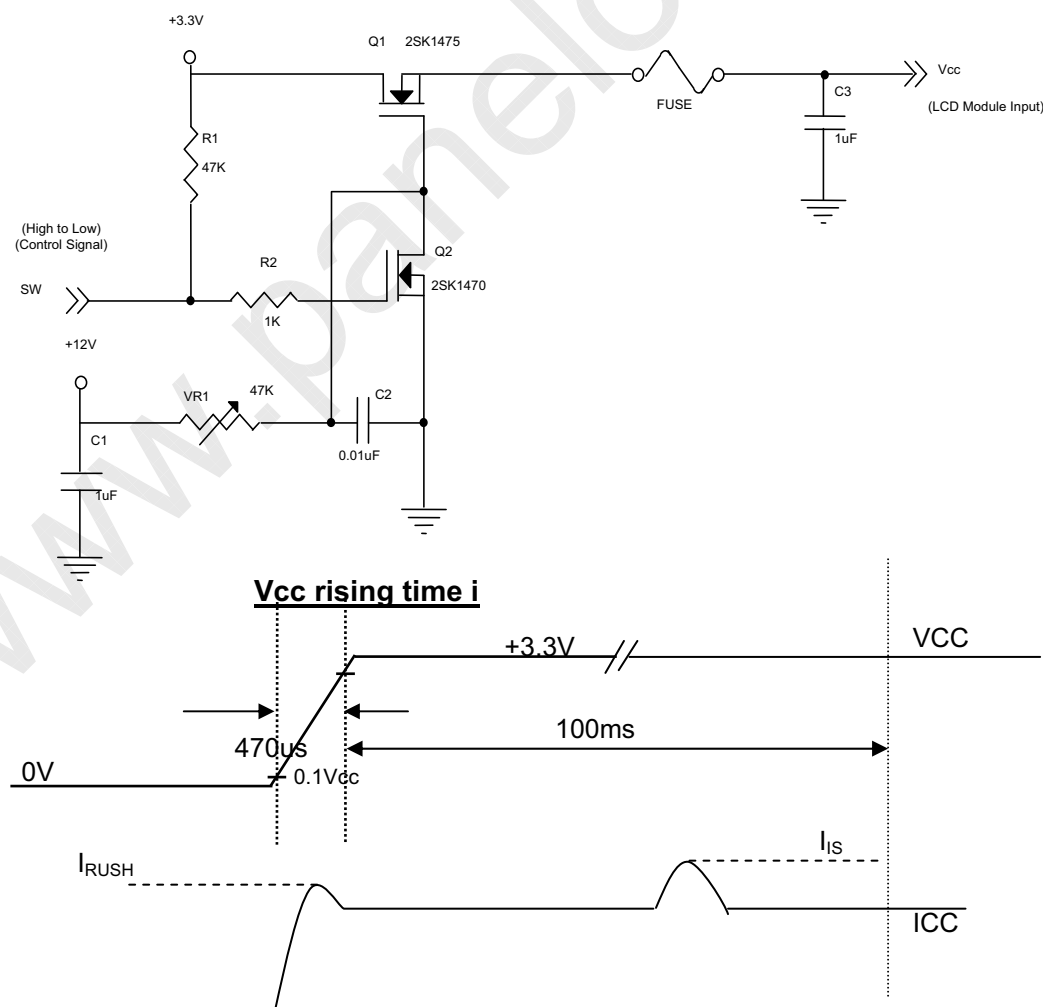 +3.3V
Q1 2SK1475
Vcc
FUSE
C3
(LCD Module Input)
R1
47K
1uF
(High to Low)
(Control Signal)
Q2
R2
SW
2SK1470
1K
+12V
VR1
47K
C2
C1
0.01uF
1uF
Vcc rising time i
+3.3V
VCC
470us
100ms
0V
0.1Vcc
IRUSH
IIS
ICC
www.panelo